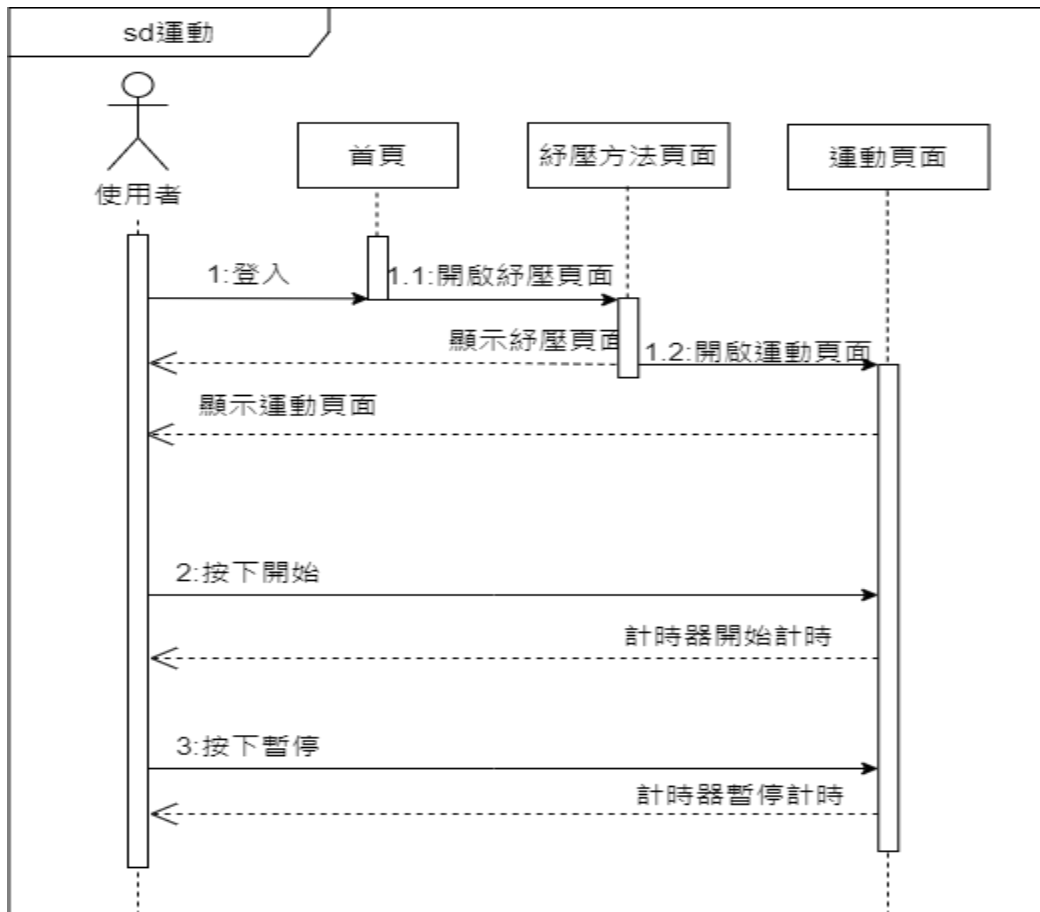 sd運動
使用者
首頁
紓壓方法頁面
運動頁面
1:登入
1.1:開啟紓壓頁面
顯示紓壓頁面
1.2:開啟運動頁面
顯示運動頁面
2:按下開始
計時器開始計時
3:按下暫停
計時器暫停計時